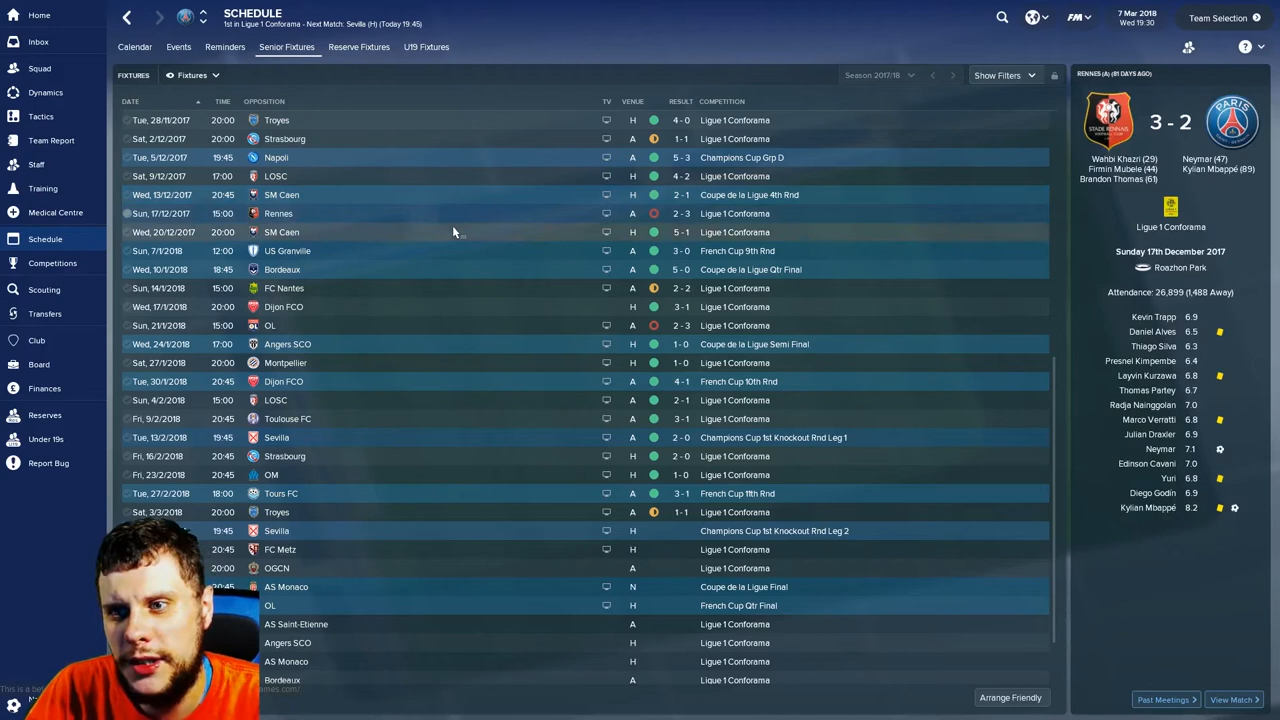 Home
Inbox
Squad
Dynamics
Tactics
Team Report
Staff
Training
Medical Centre
Schedule
Competitions
Scouting
Transfers
Club
Board
Finances
Reserves
Under 19s
Report Bug
SCHEDULE
1st in Ligue 1 Conforama - Next Match: Sevilla (H) (Today 19:45)
FM
7 Mar 2018
Wed 19:30
Team Selection
Calendar Events Reminders Senior Fixtures Reserve Fixtures U19 Fixtures
?
FIXTURES Fixtures Season 2017/18 Show Filters
DATE TIME OPPOSITION TV VENUE RESULT COMPETITION
Tue, 28/11/2017 20:00 Troyes H 4-0 Ligue 1 Conforama
Sat, 2/12/2017 20:00 Strasbourg A 1-1 Ligue 1 Conforama
Tue, 5/12/2017 19:45 Napoli A 5-3 Champions Cup Grp D
Sat, 9/12/2017 17:00 LOSC H 4-2 Ligue 1 Conforama
Wed, 13/12/2017 20:45 SM Caen H 2-1 Coupe de la Ligue 4th Rnd
Sun, 17/12/2017 15:00 Rennes A 2-3 Ligue 1 Conforama
Wed, 20/12/2017 20:00 SM Caen H 5-1 Ligue 1 Conforama
Sun, 7/1/2018 12:00 US Granville A 3-0 French Cup 9th Rnd
Wed, 10/1/2018 18:45 Bordeaux A 5-0 Coupe de la Ligue Qtr Final
Sun, 14/1/2018 15:00 FC Nantes A 2-2 Ligue 1 Conforama
Wed, 17/1/2018 20:00 Dijon FCO H 3-1 Ligue 1 Conforama
Sun, 21/1/2018 15:00 OL A 2-3 Ligue 1 Conforama
Wed, 24/1/2018 17:00 Angers SCO H 1-0 Coupe de la Ligue Semi Final
Sat, 27/1/2018 20:00 Montpellier H 1-0 Ligue 1 Conforama
Tue, 30/1/2018 20:45 Dijon FCO A 4-1 French Cup 10th Rnd
Sun, 4/2/2018 15:00 LOSC A 2-1 Ligue 1 Conforama
Fri, 9/2/2018 20:45 Toulouse FC A 3-1 Ligue 1 Conforama
Tue, 13/2/2018 19:45 Sevilla A 2-0 Champions Cup 1st Knockout Rnd Leg 1
Fri, 16/2/2018 20:45 Strasbourg H 2-0 Ligue 1 Conforama
Fri, 23/2/2018 20:45 OM H 1-0 Ligue 1 Conforama
Tue, 27/2/2018 18:00 Tours FC A 3-1 French Cup 11th Rnd
Sat, 3/3/2018 20:00 Troyes A 1-1 Ligue 1 Conforama
19:45 Sevilla H Champions Cup 1st Knockout Rnd Leg 2
20:45 FC Metz H Ligue 1 Conforama
20:00 OGCN A Ligue 1 Conforama
20:45 AS Monaco N Coupe de la Ligue Final
OL H French Cup Qtr Final
AS Saint-Etienne A Ligue 1 Conforama
Angers SCO H Ligue 1 Conforama
AS Monaco H Ligue 1 Conforama
Bordeaux A Ligue 1 Conforama
Arrange Friendly
This is a be
games.com/
RENNES (A) (81 DAYS AGO)
STADE RENNAIS
PARIS
3 - 2
Wahbi Khazri (29) Neymar (47)
Firmin Mubele (44) Kylian Mbappé (89)
Brandon Thomas (61)
Ligue 1 Conforama
Sunday 17th December 2017
Roazhon Park
Attendance: 26,899 (1,488 Away)
Kevin Trapp 6.9
Daniel Alves 6.5
Thiago Silva 6.3
Presnel Kimpembe 6.4
Layvin Kurzawa 6.8
Thomas Partey 6.7
Radja Nainggolan 7.0
Marco Verratti 6.8
Julian Draxler 6.9
Neymar 7.1
Edinson Cavani 7.0
Yuri 6.8
Diego Godín 6.9
Kylian Mbappé 8.2
Past Meetings View Match